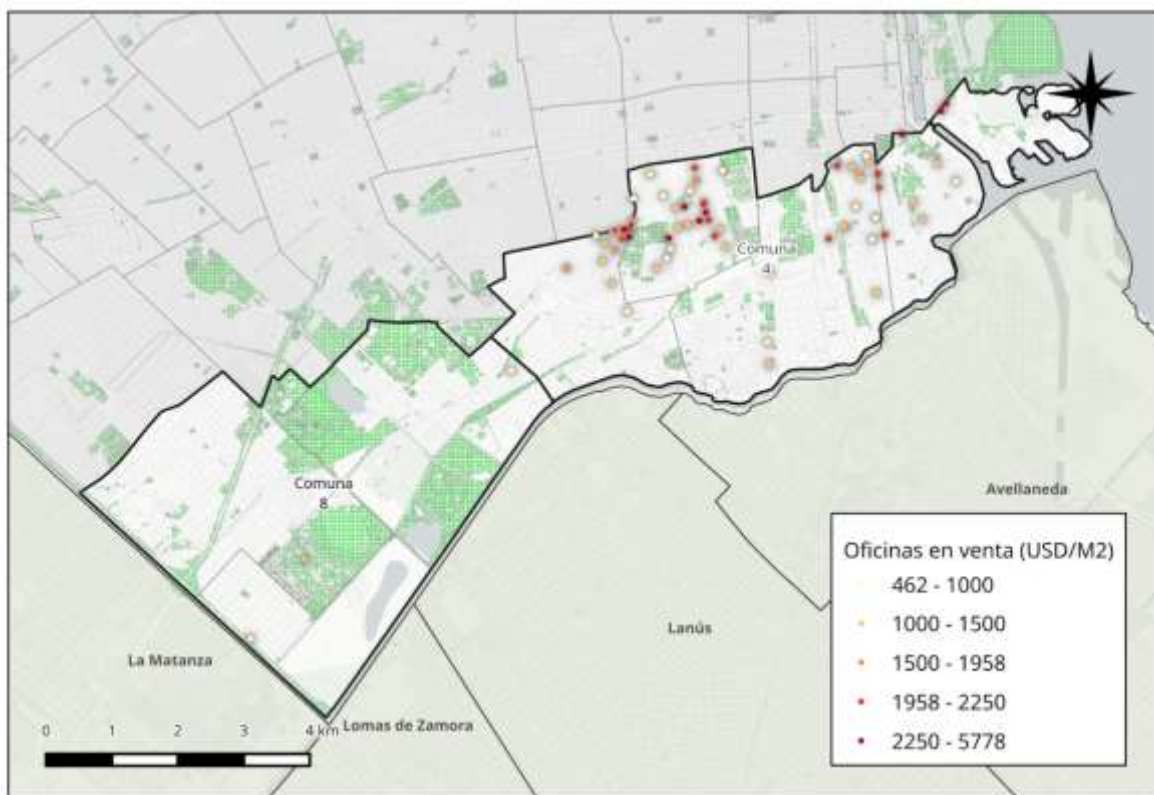 Comuna
4
Comuna
8
Avellaneda
Lanús
La Matanza
Lomas de Zamora
0 1 2 3 4 km
Oficinas en venta (USD/M2)
462 - 1000
1000 - 1500
1500 - 1958
1958 - 2250
2250 - 5778